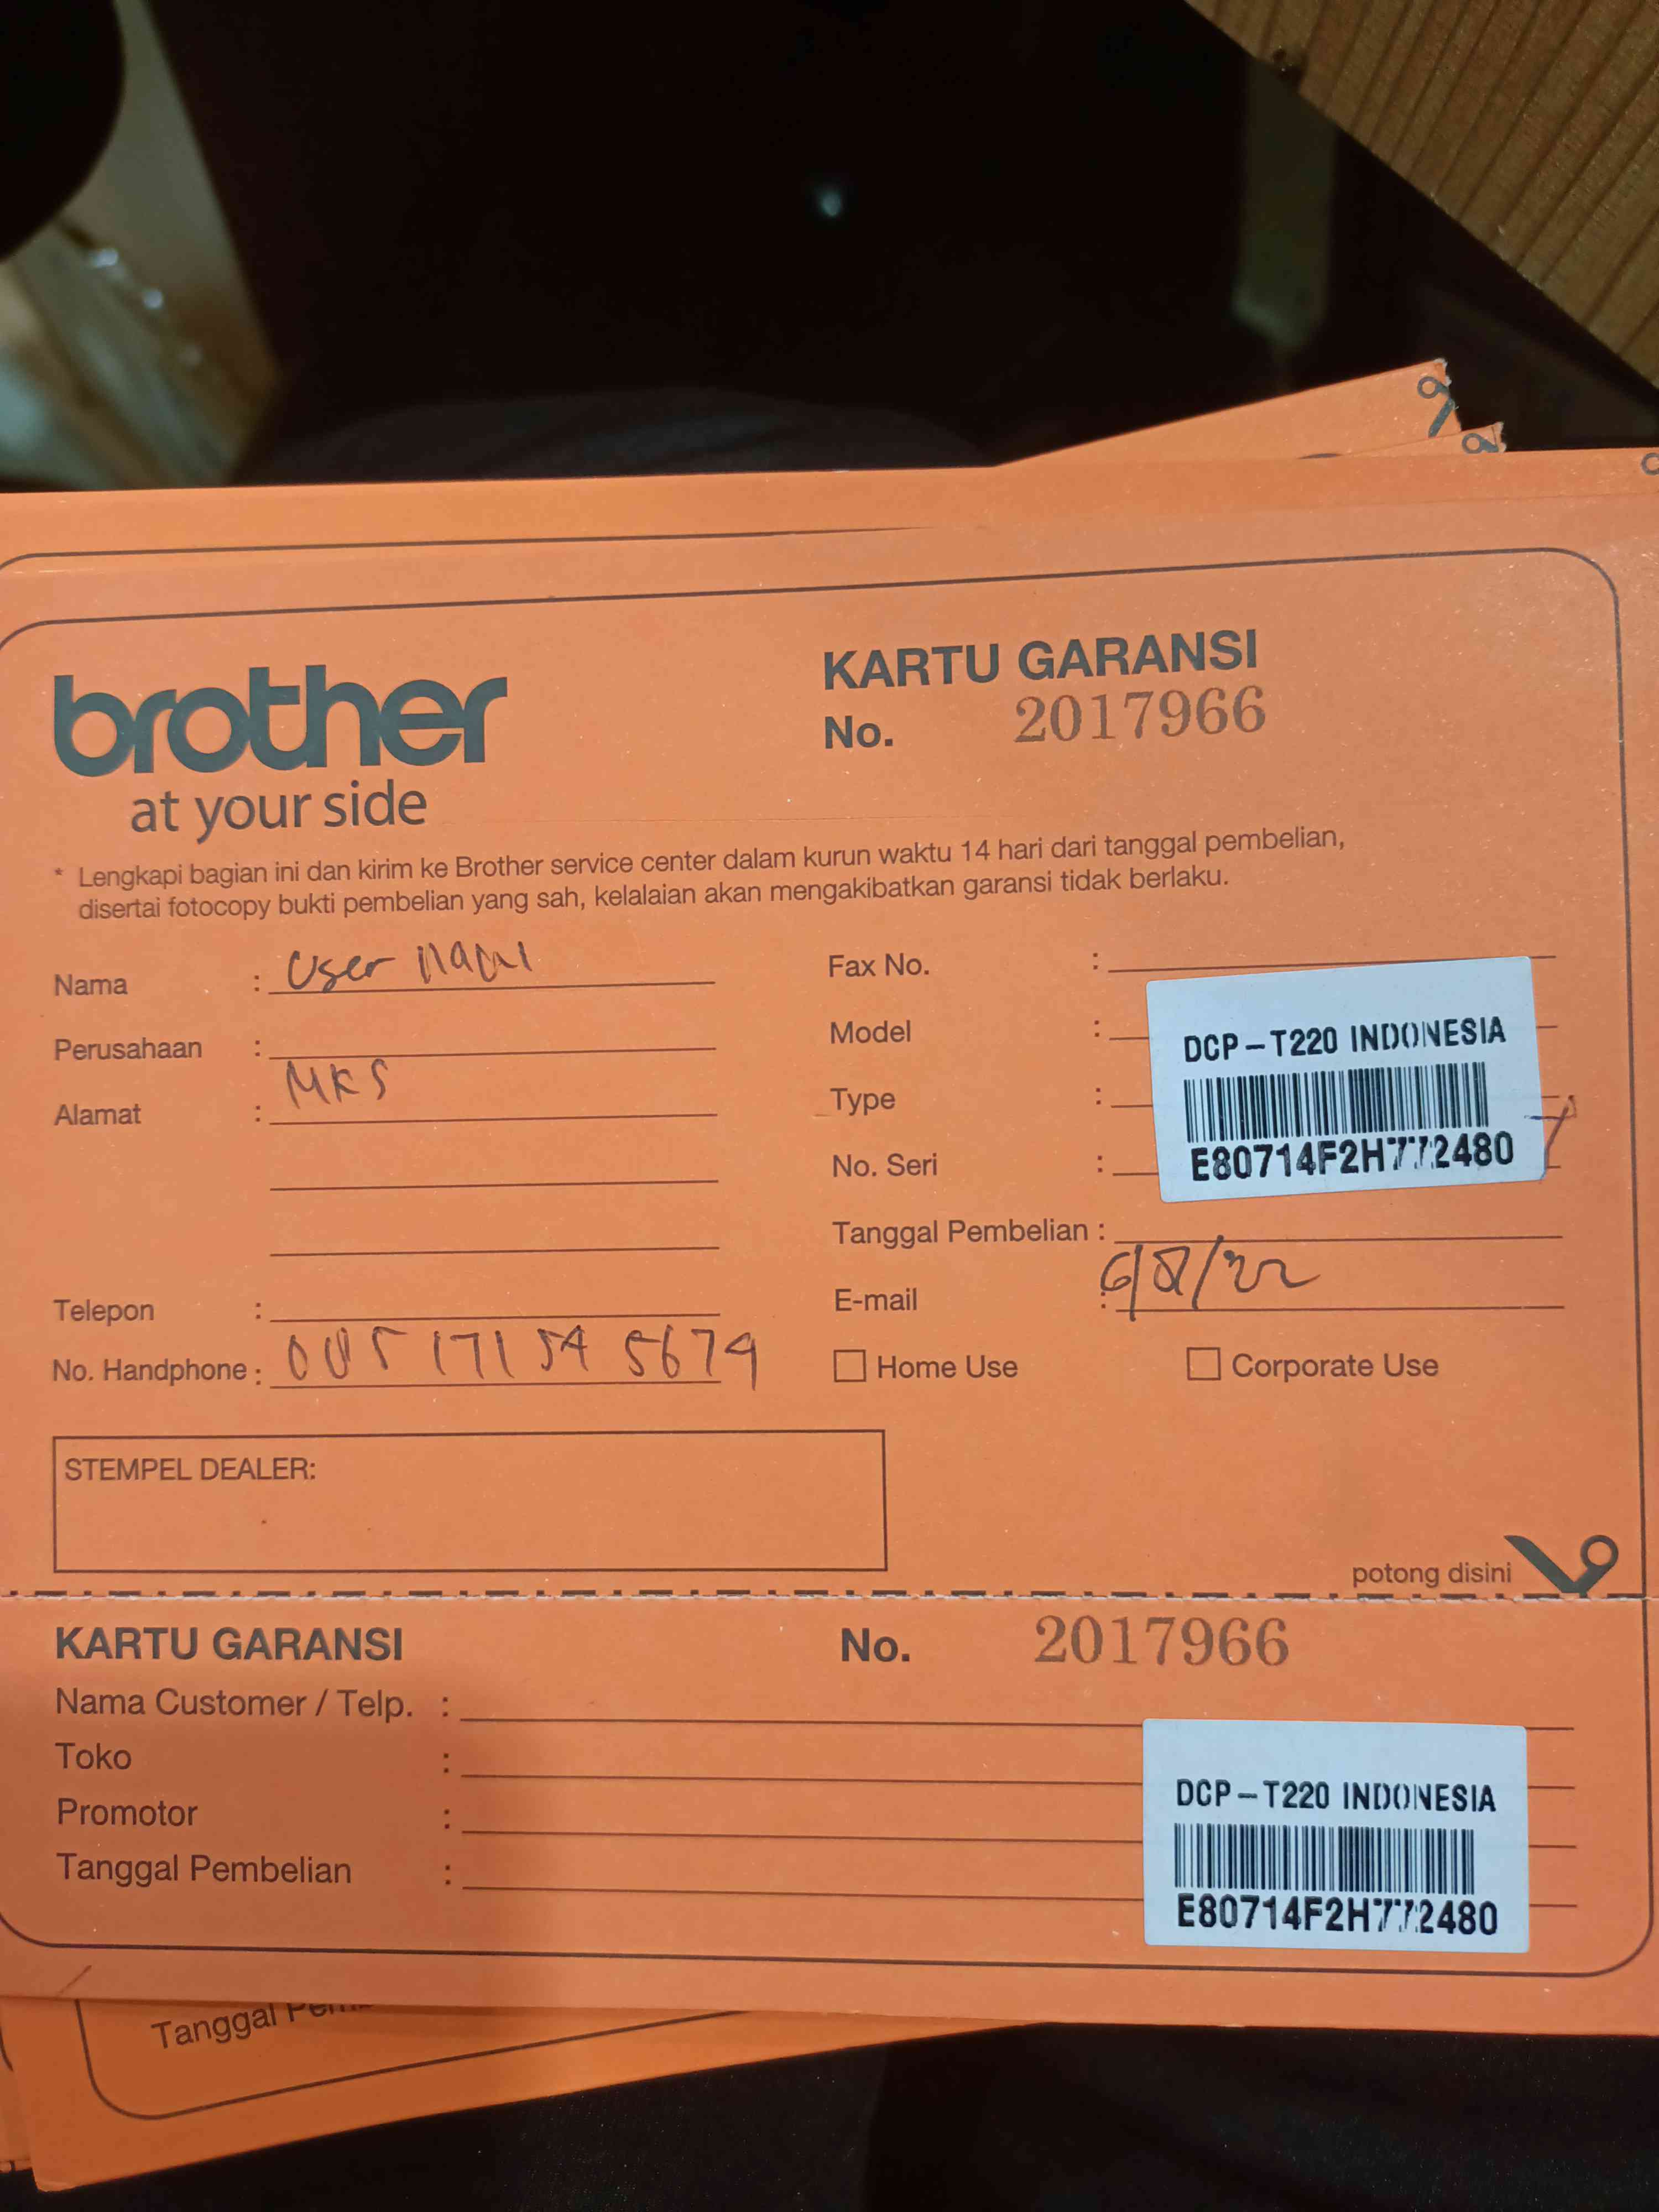 brother
at your side
KARTU GARANSI
No. 2017966
* Lengkapi bagian ini dan kirim ke Brother service center dalam kurun waktu 14 hari dari tanggal pembelian,
disertai fotocopy bukti pembelian yang sah, kelalaian akan mengakibatkan garansi tidak berlaku.
Nama : User
Perusahaan :
Alamat : MKS
Telepon :
No. Handphone :
Fax No. :
Model :
Type :
No. Seri :
DCP-T220 INDONESIA
E80714F2H772480
Tanggal Pembelian :
E-mail : 6/8/22
Home Use
Corporate Use
STEMPEL DEALER:
potong disini
KARTU GARANSI
No. 2017966
Nama Customer / Telp. :
Toko :
Promotor :
Tanggal Pembelian :
DCP-T220 INDONESIA
E80714F2H772480
Tanggal